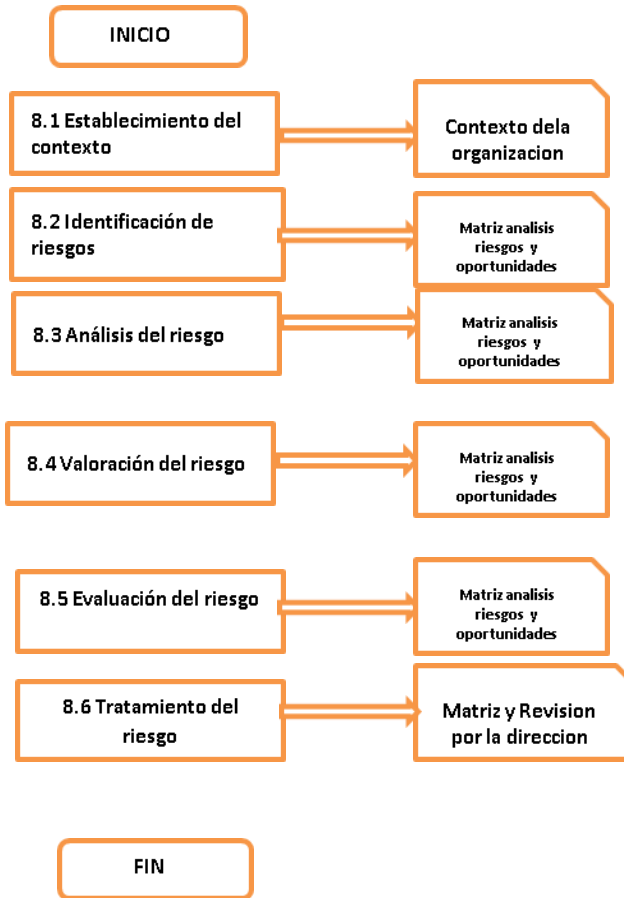 INICIO
8.1 Establecimiento del
contexto
Contexto dela
organizacion
8.2 Identificación de
riesgos
Matriz analisis
riesgos y
oportunidades
8.3 Análisis del riesgo
Matriz analisis
riesgos y
oportunidades
8.4 Valoración del riesgo
Matriz analisis
riesgos y
oportunidades
8.5 Evaluación del riesgo
Matriz analisis
riesgos y
oportunidades
8.6 Tratamiento del
riesgo
Matriz y Revision
por la direccion
FIN